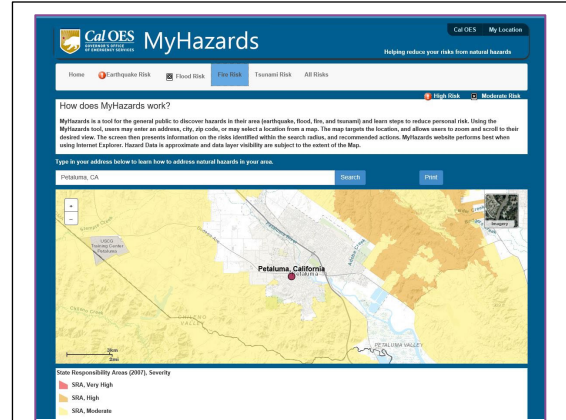 Cal OES
GOVERNOR'S OFFICE
OF EMERGENCY SERVICES
MyHazards
Cal OES My Location
Helping reduce your risks from natural hazards
Home Earthquake Risk Flood Risk Fire Risk Tsunami Risk All Risks
High Risk Moderate Risk
How does MyHazards work?
MyHazards is a tool for the general public to discover hazards in their area (earthquake, flood, fire, and tsunami) and learn steps to reduce personal risk. Using the
MyHazards tool, users may enter an address, city, zip code, or may select a location from a map. The map targets the location, and allows users to zoom and scroll to their
desired view. The screen then presents information on the risks identified within the search radius, and recommended actions. MyHazards website performs best when
using Internet Explorer. Hazard Data is approximate and data layer visibility are subject to the extent of the Map.
Type in your address below to learn how to address natural hazards in your area.
Petaluma, CA Search Print
+
-
Imagery
USCG
Training Center
Petaluma
Petaluma, California
CHILENO
VALLEY
PETALUMA VALLEY
2km
2mi
State Responsibility Areas (2007), Severity
SRA, Very High
SRA, High
SRA, Moderate